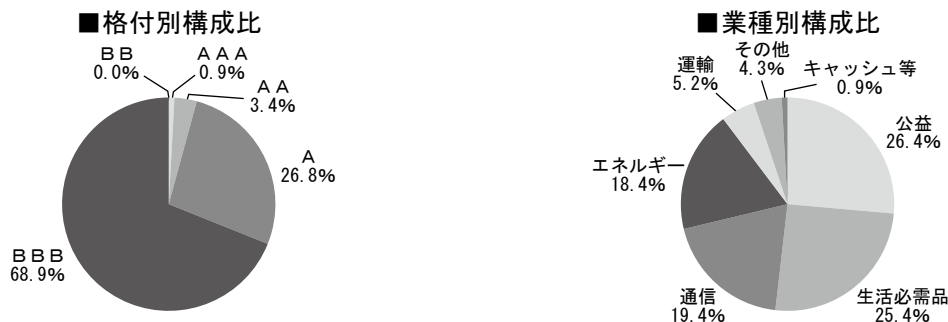 ■格付別構成比
ＢＢ
0.0%
ＡＡＡ
0.9%
ＡＡ
3.4%
Ａ
26.8%
ＢＢＢ
68.9%
■業種別構成比
その他
4.3%
運輸
5.2%
キャッシュ等
0.9%
公益
26.4%
エネルギー
18.4%
通信
19.4%
生活必需品
25.4%